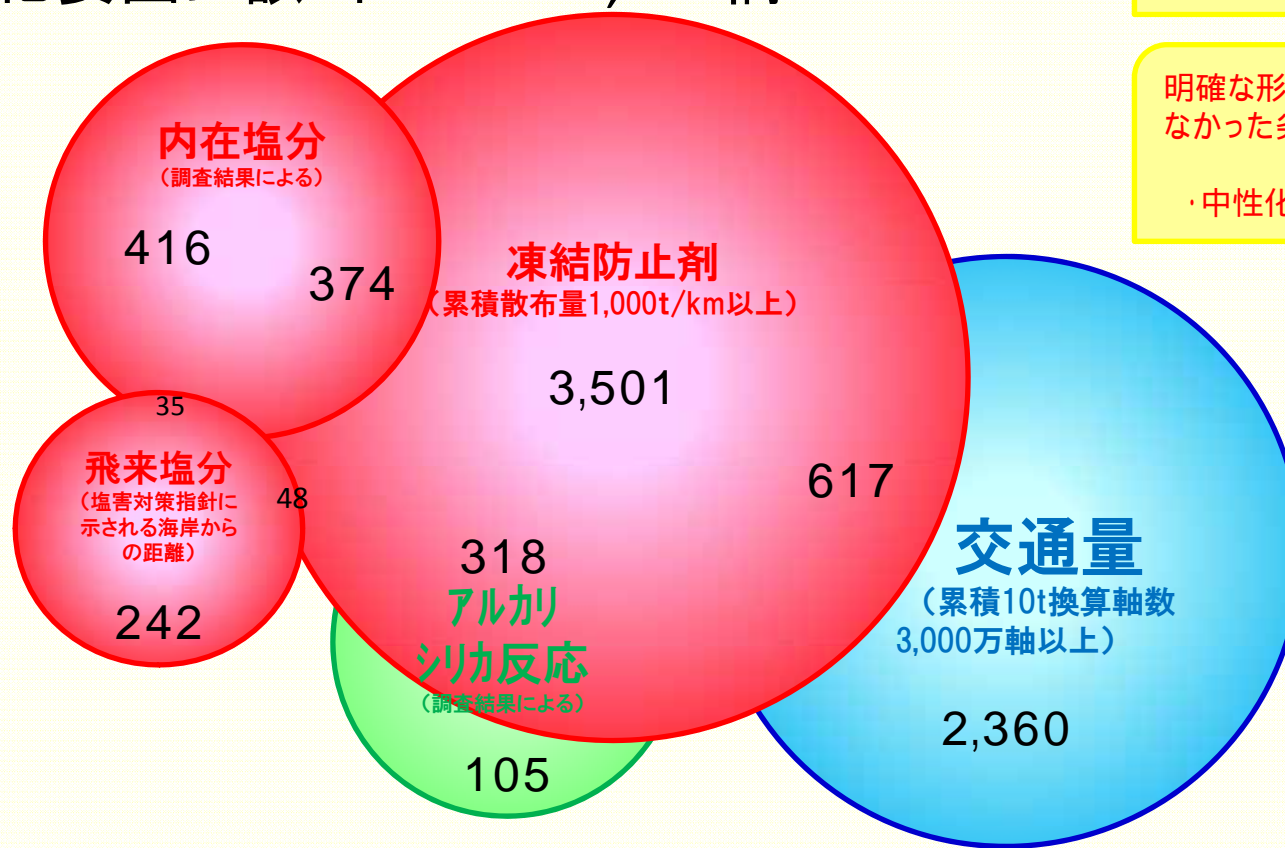 明確な形
なかった
・中性化
内在塩分
（調査結果による）
416
374
凍結防止剤
（累積散布量1,000t/km以上）
3,501
617
35
飛来塩分
（塩害対策指針に
示される海岸から
の距離）
48
242
318
アルカリ
シリカ反応
（調査結果による）
105
交通量
（累積10t換算軸数
3,000万軸以上）
2,360